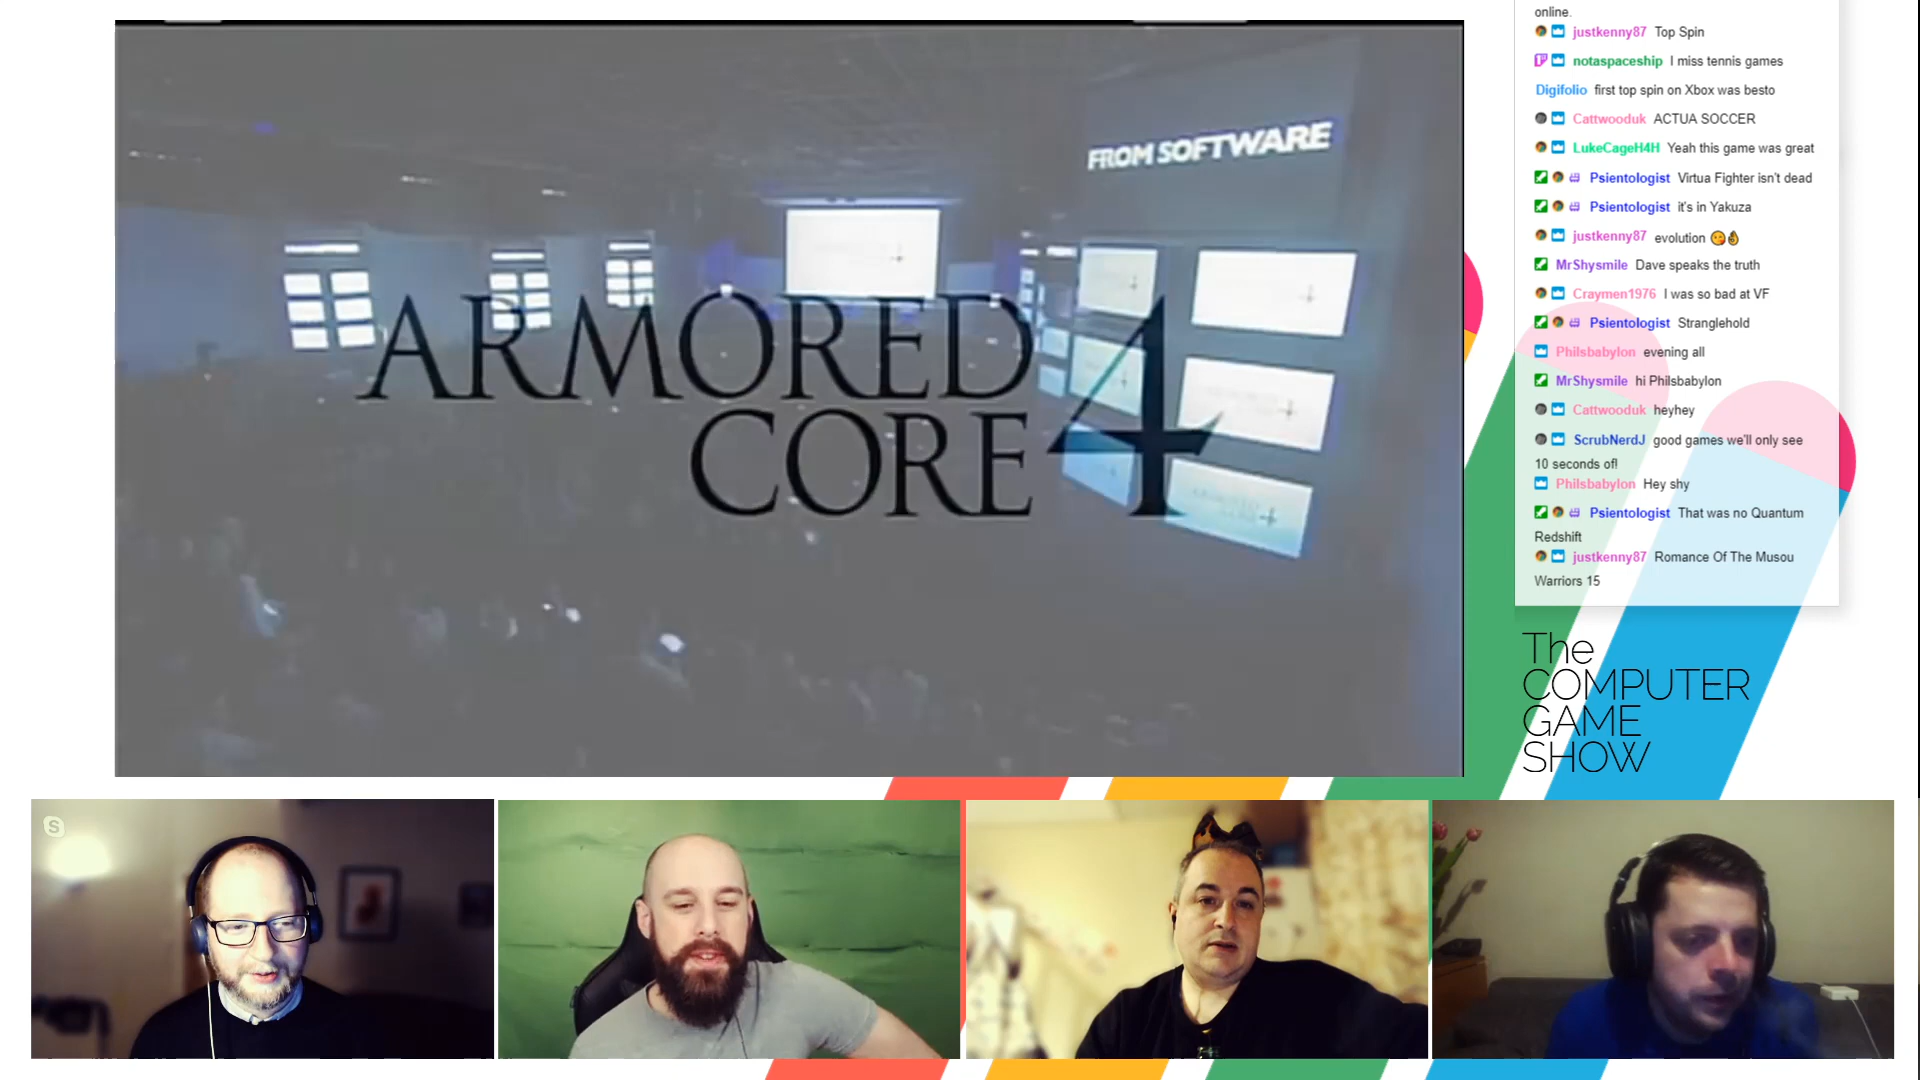 FROM SOFTWARE
ARMORED
CORE 4
online.
justkenny87 Top Spin
notaspaceship I miss tennis games
Digifolio first top spin on Xbox was besto
Cattwooduk ACTUA SOCCER
LukeCageH4H Yeah this game was great
Psientologist Virtua Fighter isn't dead
Psientologist it's in Yakuza
justkenny87 evolution 😘👌
MrShysmile Dave speaks the truth
Craymen1976 I was so bad at VF
Psientologist Stranglehold
Philsbabylon evening all
MrShysmile hi Philsbabylon
Cattwooduk heyhey
ScrubNerdJ good games we'll only see
10 seconds of!
Philsbabylon Hey shy
Psientologist That was no Quantum
Redshift
justkenny87 Romance Of The Musou
Warriors 15
The
COMPUTER
GAME
SHOW